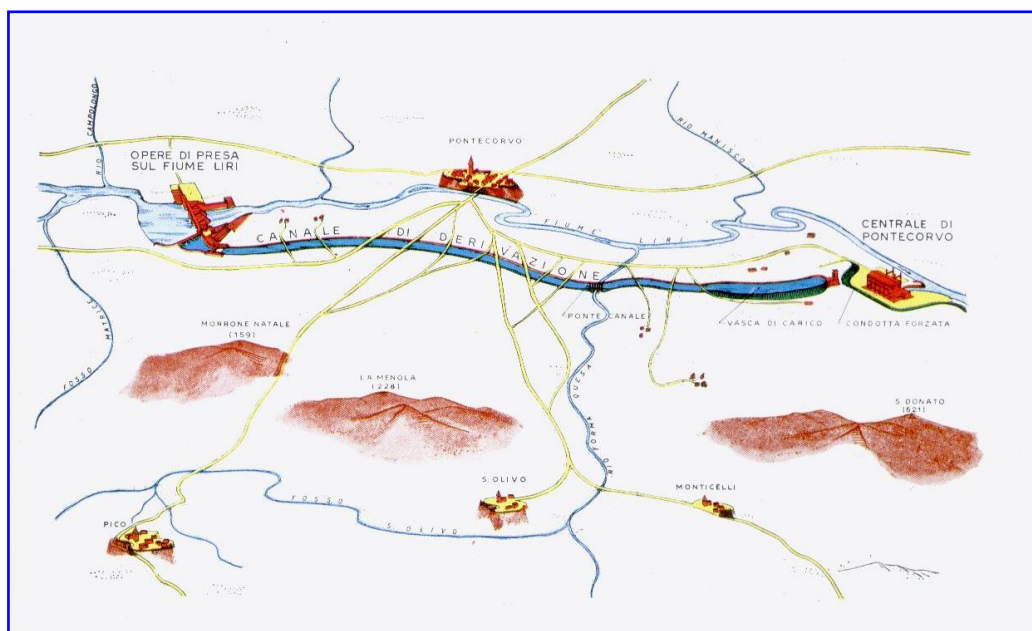 RIO CAMPOLONGO
OPERE DI PRESA
SUL FIUME LIRI
PONTECORVO
RIO MANISCO
CANALE DI DERIVAZIONE
FIUME LIRI
CENTRALE DI
PONTECORVO
PONTE CANALE
VASCA DI CARICO
CONDOTTA FORZATA
FOSSO MATRICE
MORRONE NATALE
(159)
LA MENOLA
(228)
RIO FORMA QUESA
S. DONATO
(621)
S. OLIVO
MONTICELLI
FOSSO S. OLIVO
PICO